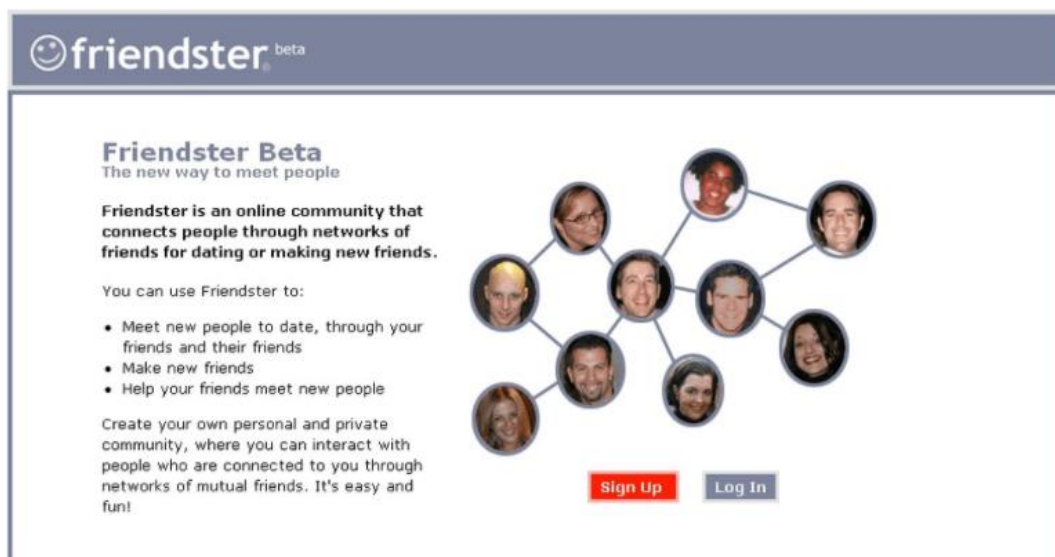 friendster® beta
Friendster Beta
The new way to meet people
Friendster is an online community that
connects people through networks of
friends for dating or making new friends.
You can use Friendster to:
• Meet new people to date, through your
friends and their friends
• Make new friends
• Help your friends meet new people
Create your own personal and private
community, where you can interact with
people who are connected to you through
networks of mutual friends. It's easy and
fun!
Sign Up
Log In